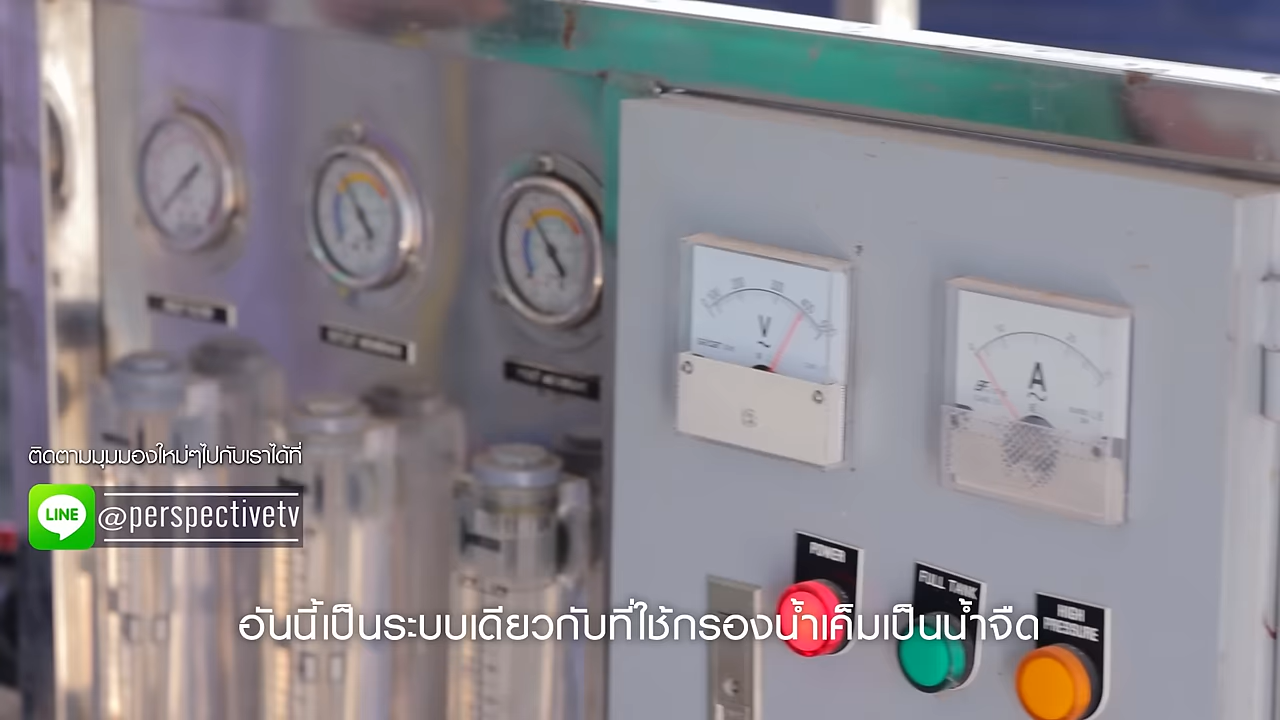 V
A
ติดตามมุมมองใหม่ๆไปกับเราได้ที่
LINE
@perspectivetv
POWER
FULL TANK
HIGH
PRESSURE
อันนี้เป็นระบบเดียวกับที่ใช้กรองน้ำเค็มเป็นน้ำจืด